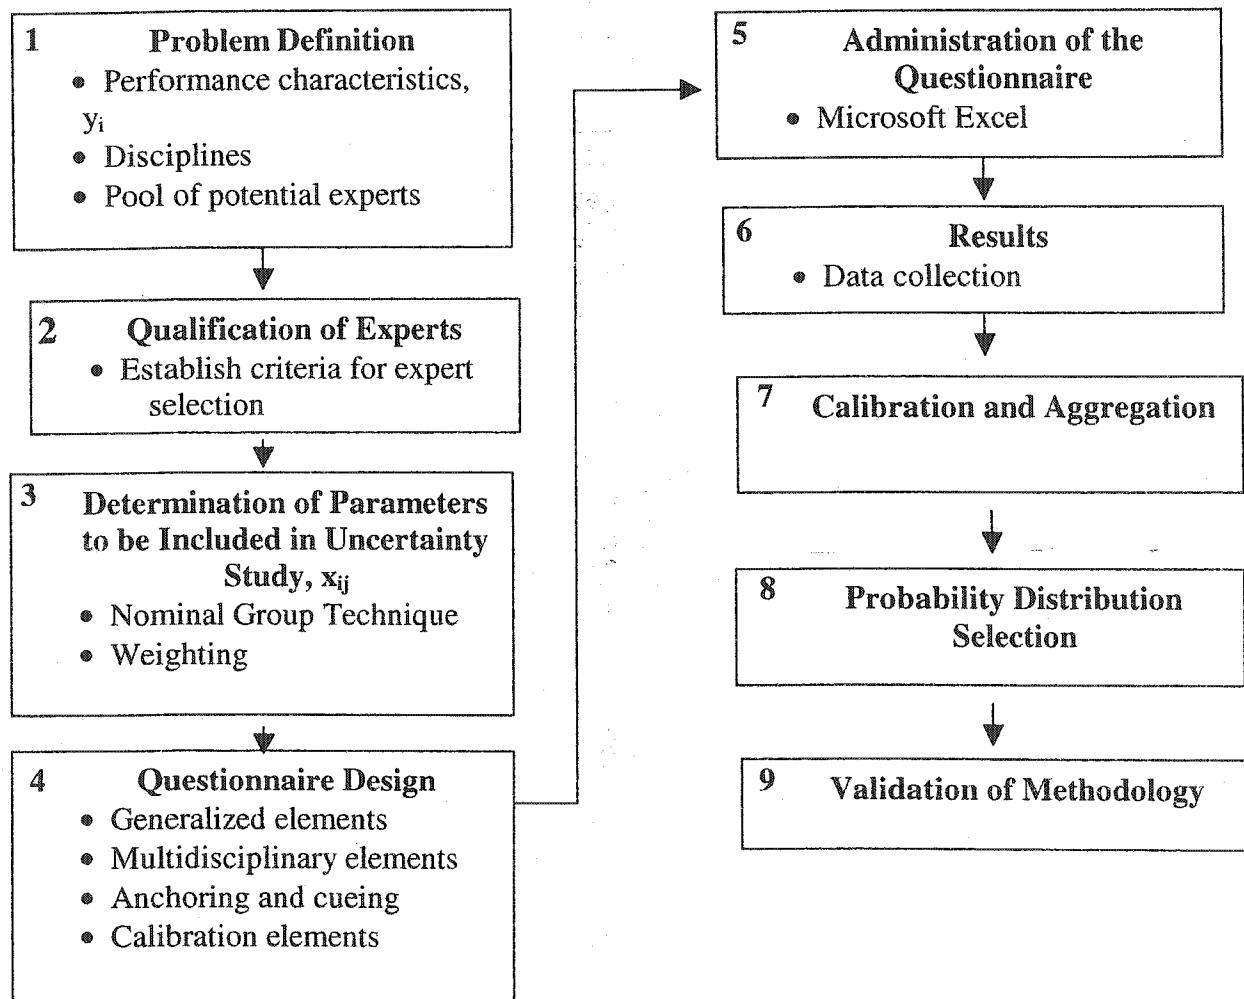 1 Problem Definition
• Performance characteristics,
yi
• Disciplines
• Pool of potential experts
2 Qualification of Experts
• Establish criteria for expert
selection
3 Determination of Parameters
to be Included in Uncertainty
Study, xij
• Nominal Group Technique
• Weighting
4 Questionnaire Design
• Generalized elements
• Multidisciplinary elements
• Anchoring and cueing
• Calibration elements
5 Administration of the
Questionnaire
• Microsoft Excel
6 Results
• Data collection
7 Calibration and Aggregation
8 Probability Distribution
Selection
9 Validation of Methodology